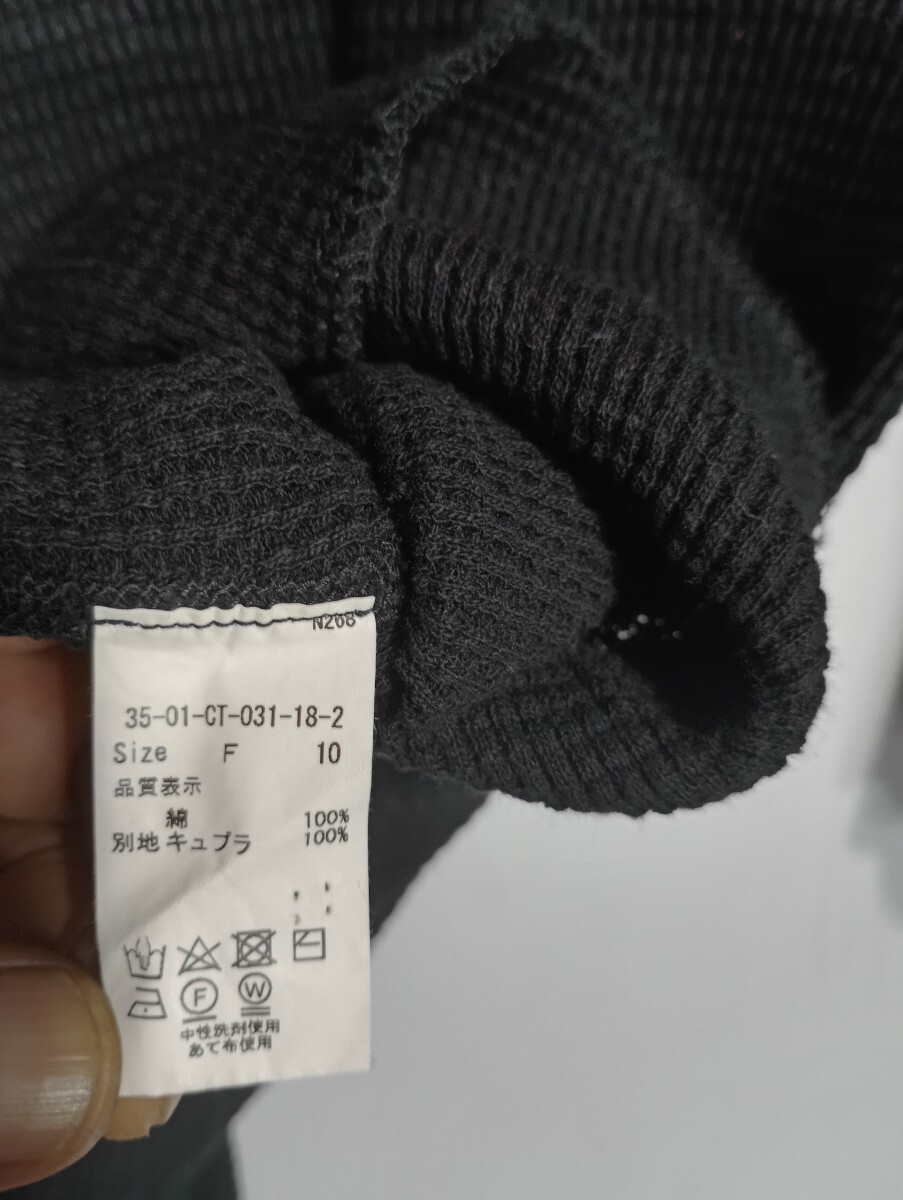 N268
35-01-CT-031-18-2
Size F 10
品質表示
綿 100%
別地 キュプラ 100%
F W
中性洗剤使用
あて布使用